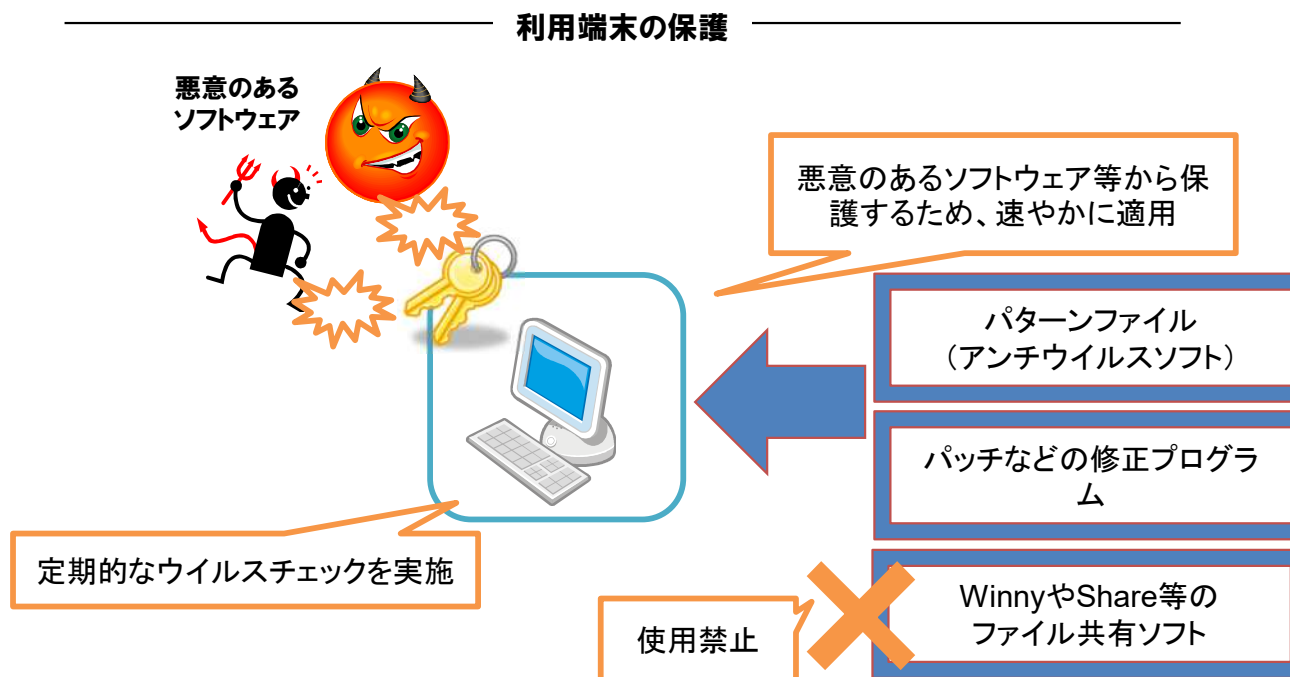 利用端末の保護
悪意のある
ソフトウェア
悪意のあるソフトウェア等から保
護するため、速やかに適用
パターンファイル
（アンチウイルスソフト）
パッチなどの修正プログラ
ム
定期的なウイルスチェックを実施
使用禁止
WinnyやShare等の
ファイル共有ソフト